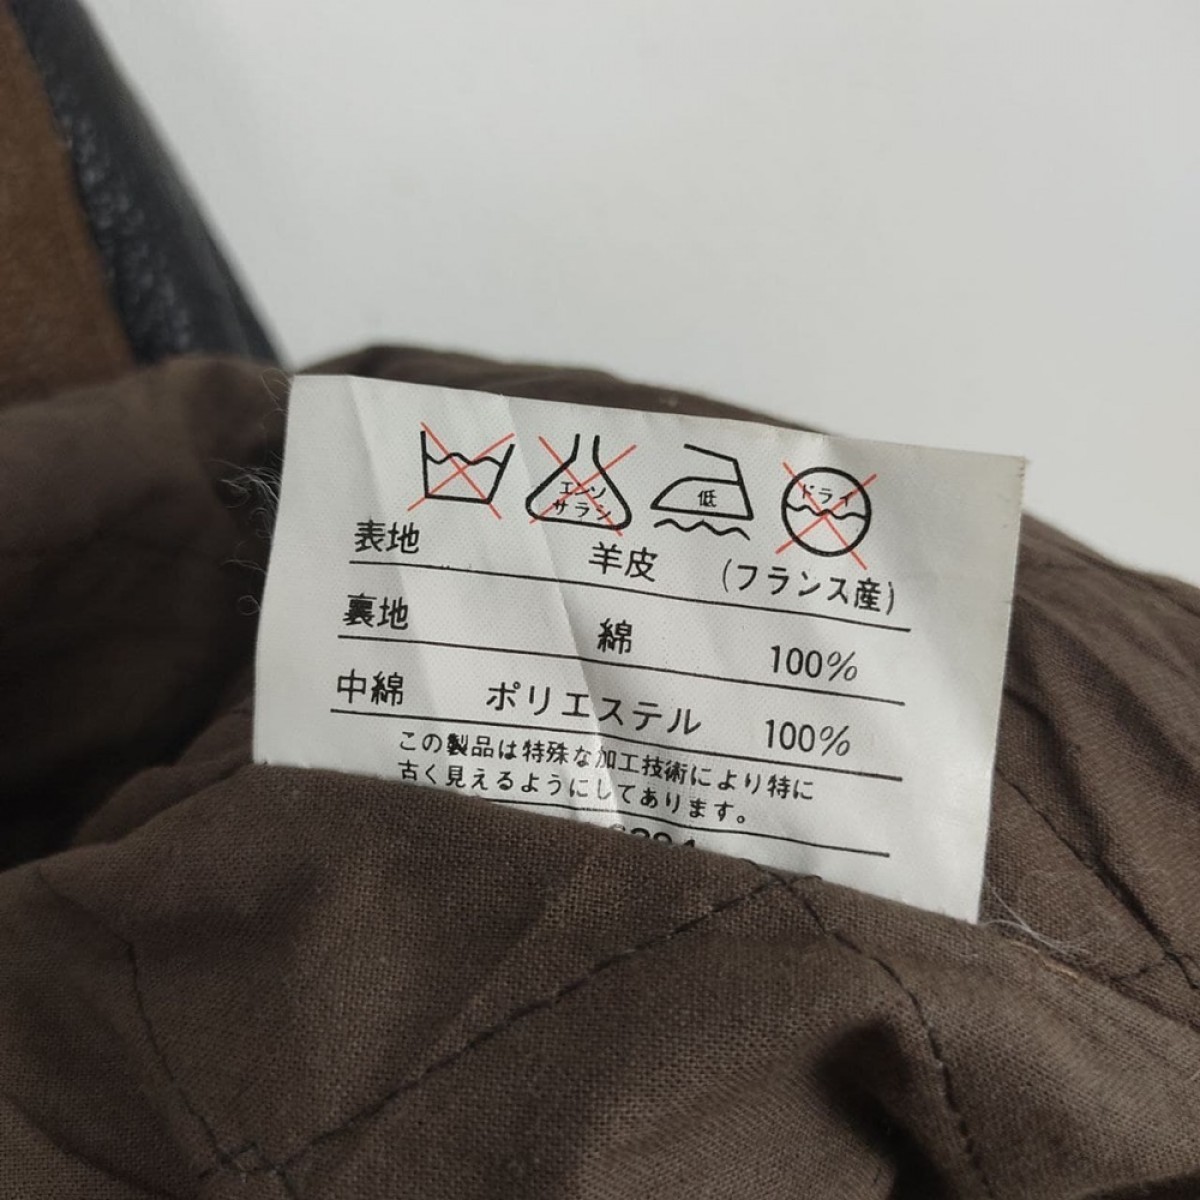 エンソ
サラシ
低
ドライ
表地 羊皮 (フランス産)
裏地 綿 100%
中綿 ポリエステル 100%
この製品は特殊な加工技術により特に
古く見えるようにしてあります。